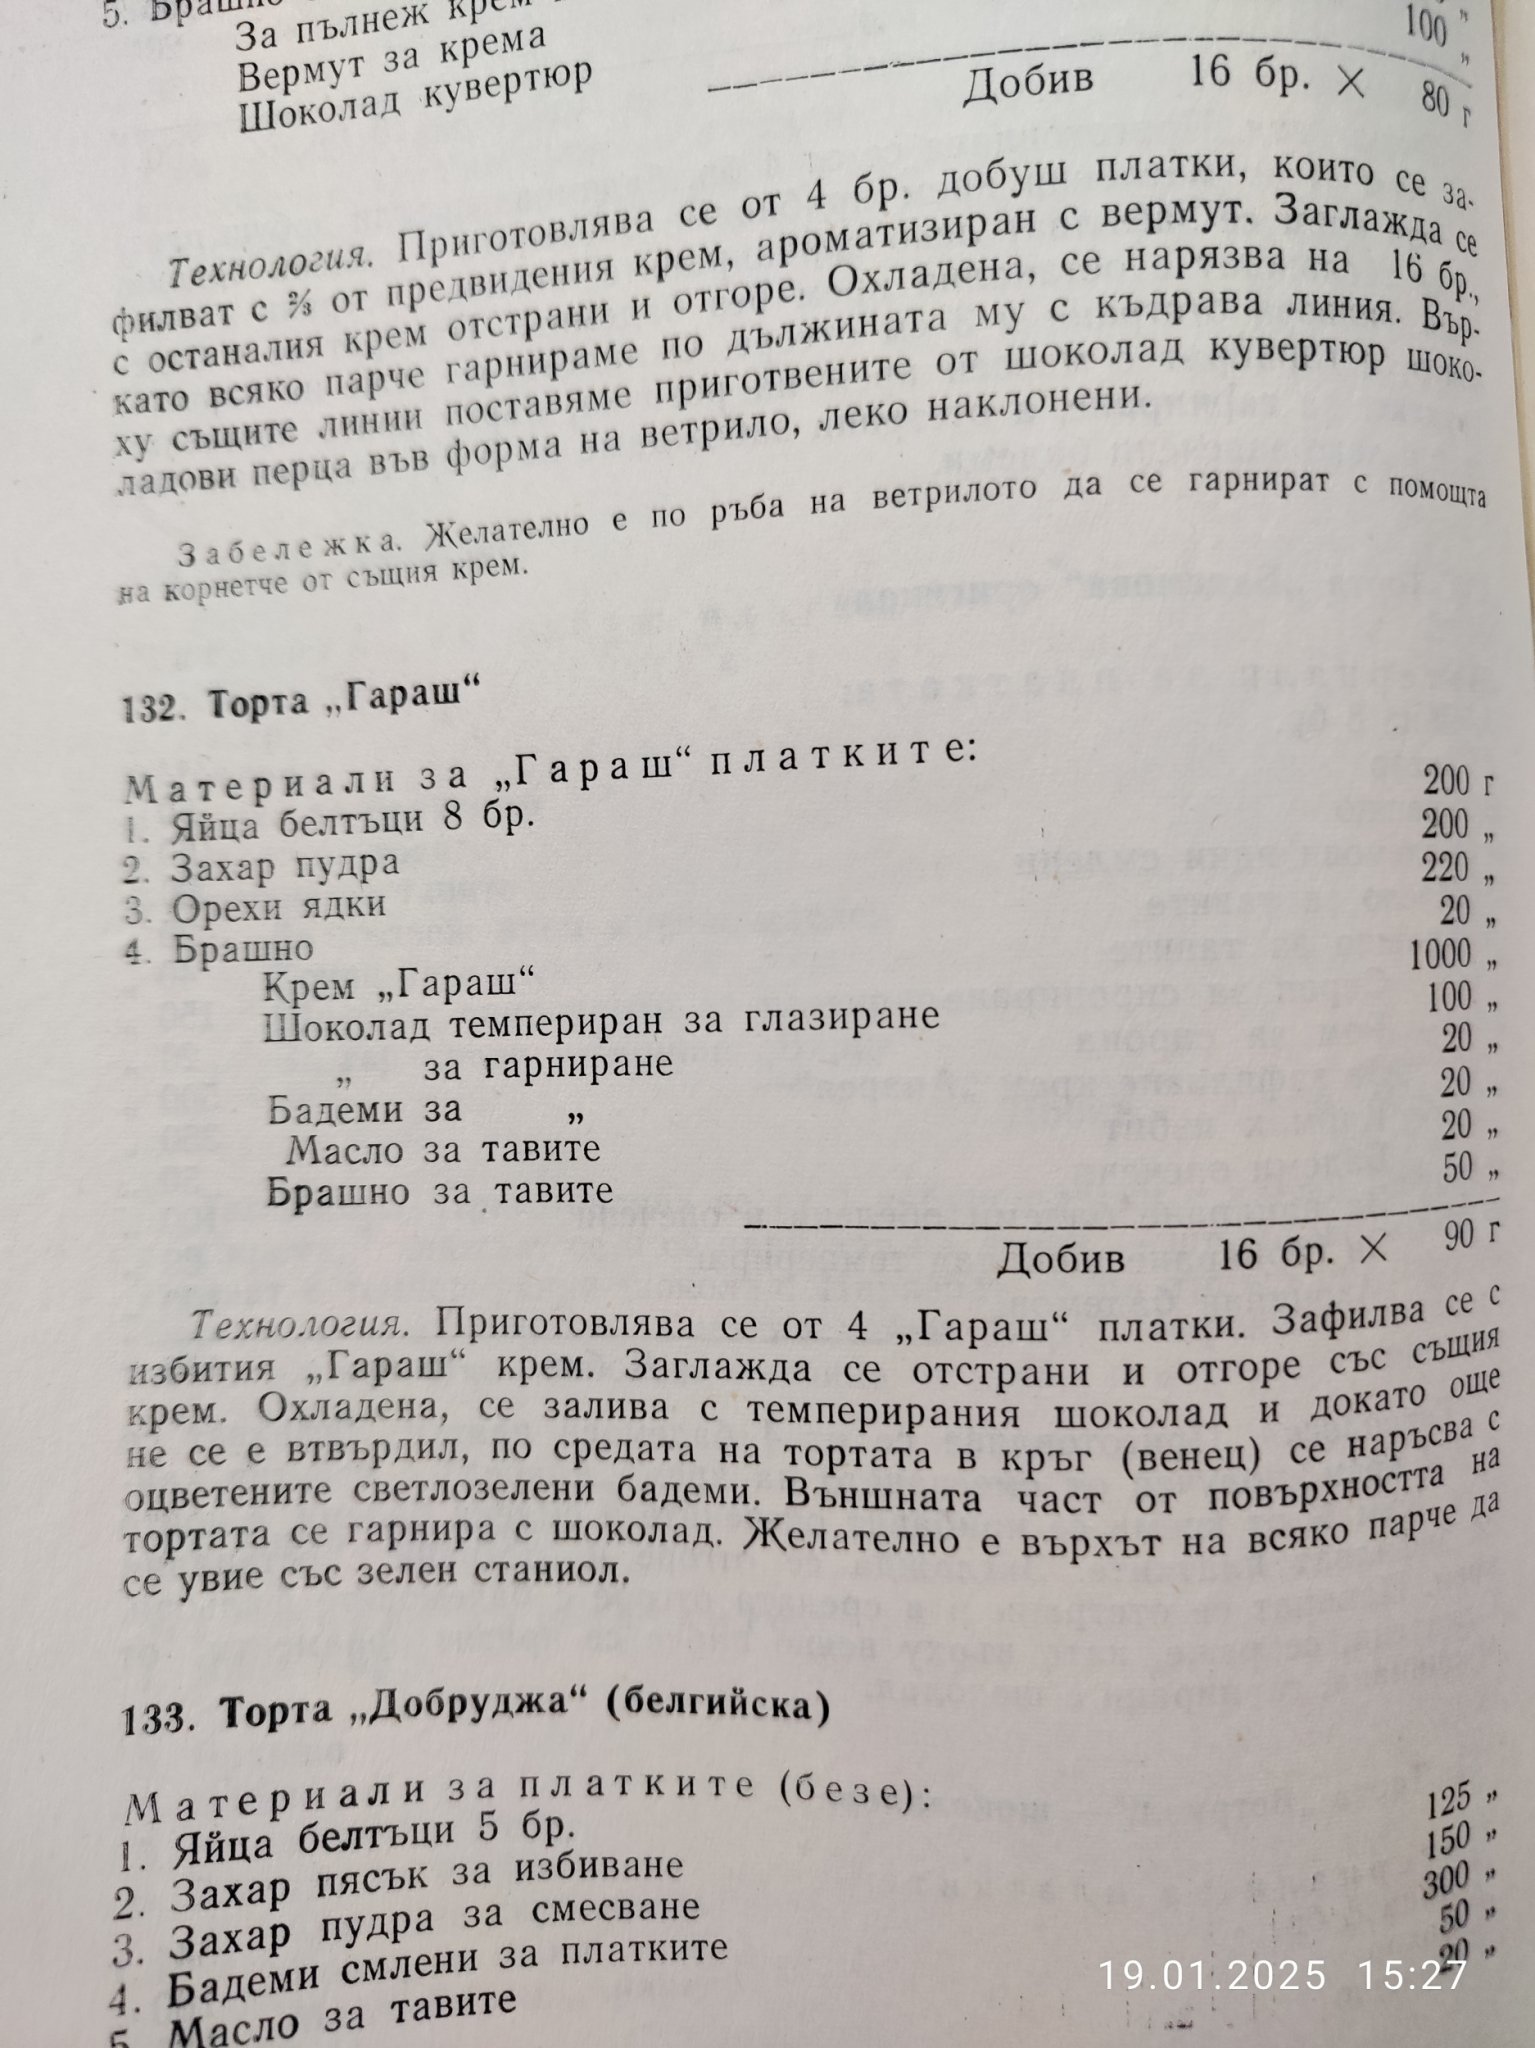 5. Брашно
За пълнеж крем
Вермут за крема 100 „
Шоколад кувертюр „
Добив 16 бр. × 80 г
Технология. Приготовлява се от 4 бр. добуш платки, които се за-
филват с ⅔ от предвидения крем, ароматизиран с вермут. Заглажда се
с останалия крем отстрани и отгоре. Охладена, се нарязва на 16 бр.,
като всяко парче гарнираме по дължината му с къдрава линия. Вър-
ху същите линии поставяме приготвените от шоколад кувертюр шоко-
ладови перца във форма на ветрило, леко наклонени.
Забележка. Желателно е по ръба на ветрилото да се гарнират с помощта
на корнетче от същия крем.
132. Торта „Гараш“
Материали за „Гараш“ платките:
1. Яйца белтъци 8 бр. 200 г
2. Захар пудра 200 „
3. Орехи ядки 220 „
4. Брашно 20 „
Крем „Гараш“ 1000 „
Шоколад темпериран за глазиране 100 „
„ за гарниране 20 „
Бадеми за „ 20 „
Масло за тавите 20 „
Брашно за тавите 50 „
Добив 16 бр. × 90 г
Технология. Приготовлява се от 4 „Гараш“ платки. Зафилва се с
избития „Гараш“ крем. Заглажда се отстрани и отгоре със същия
крем. Охладена, се залива с темперирания шоколад и докато още
не се е втвърдил, по средата на тортата в кръг (венец) се наръсва с
оцветените светлозелени бадеми. Външната част от повърхността на
тортата се гарнира с шоколад. Желателно е върхът на всяко парче да
се увие със зелен станиол.
133. Торта „Добруджа“ (белгийска)
Материали за платките (безе):
1. Яйца белтъци 5 бр. 125 „
2. Захар пясък за избиване 150 „
3. Захар пудра за смесване 300 „
4. Бадеми смлени за платките 50 „
5. Масло за тавите 20 „
19.01.2025 15:27